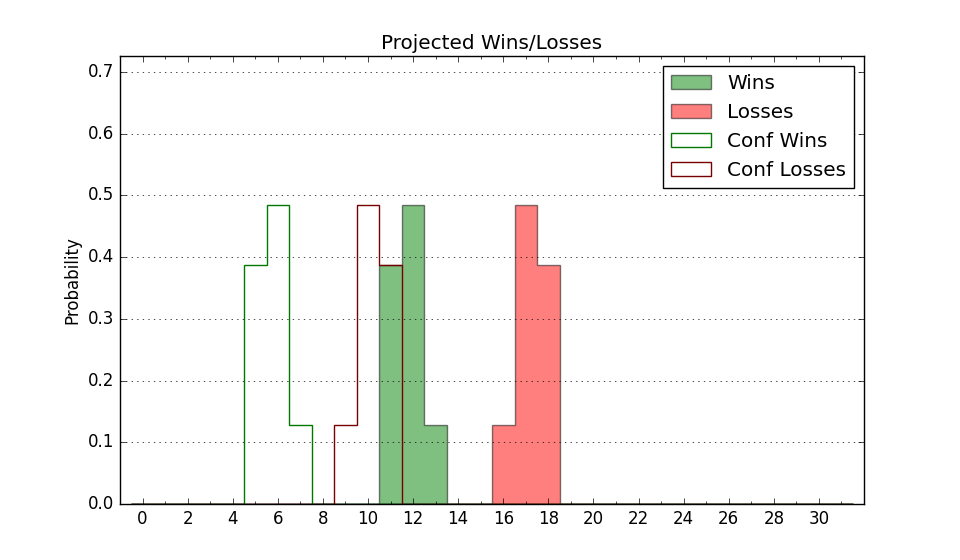 Projected Wins/Losses
Probability
0.7
0.6
0.5
0.4
0.3
0.2
0.1
0.0
Wins
Losses
Conf Wins
Conf Losses
0 2 4 6 8 10 12 14 16 18 20 22 24 26 28 30